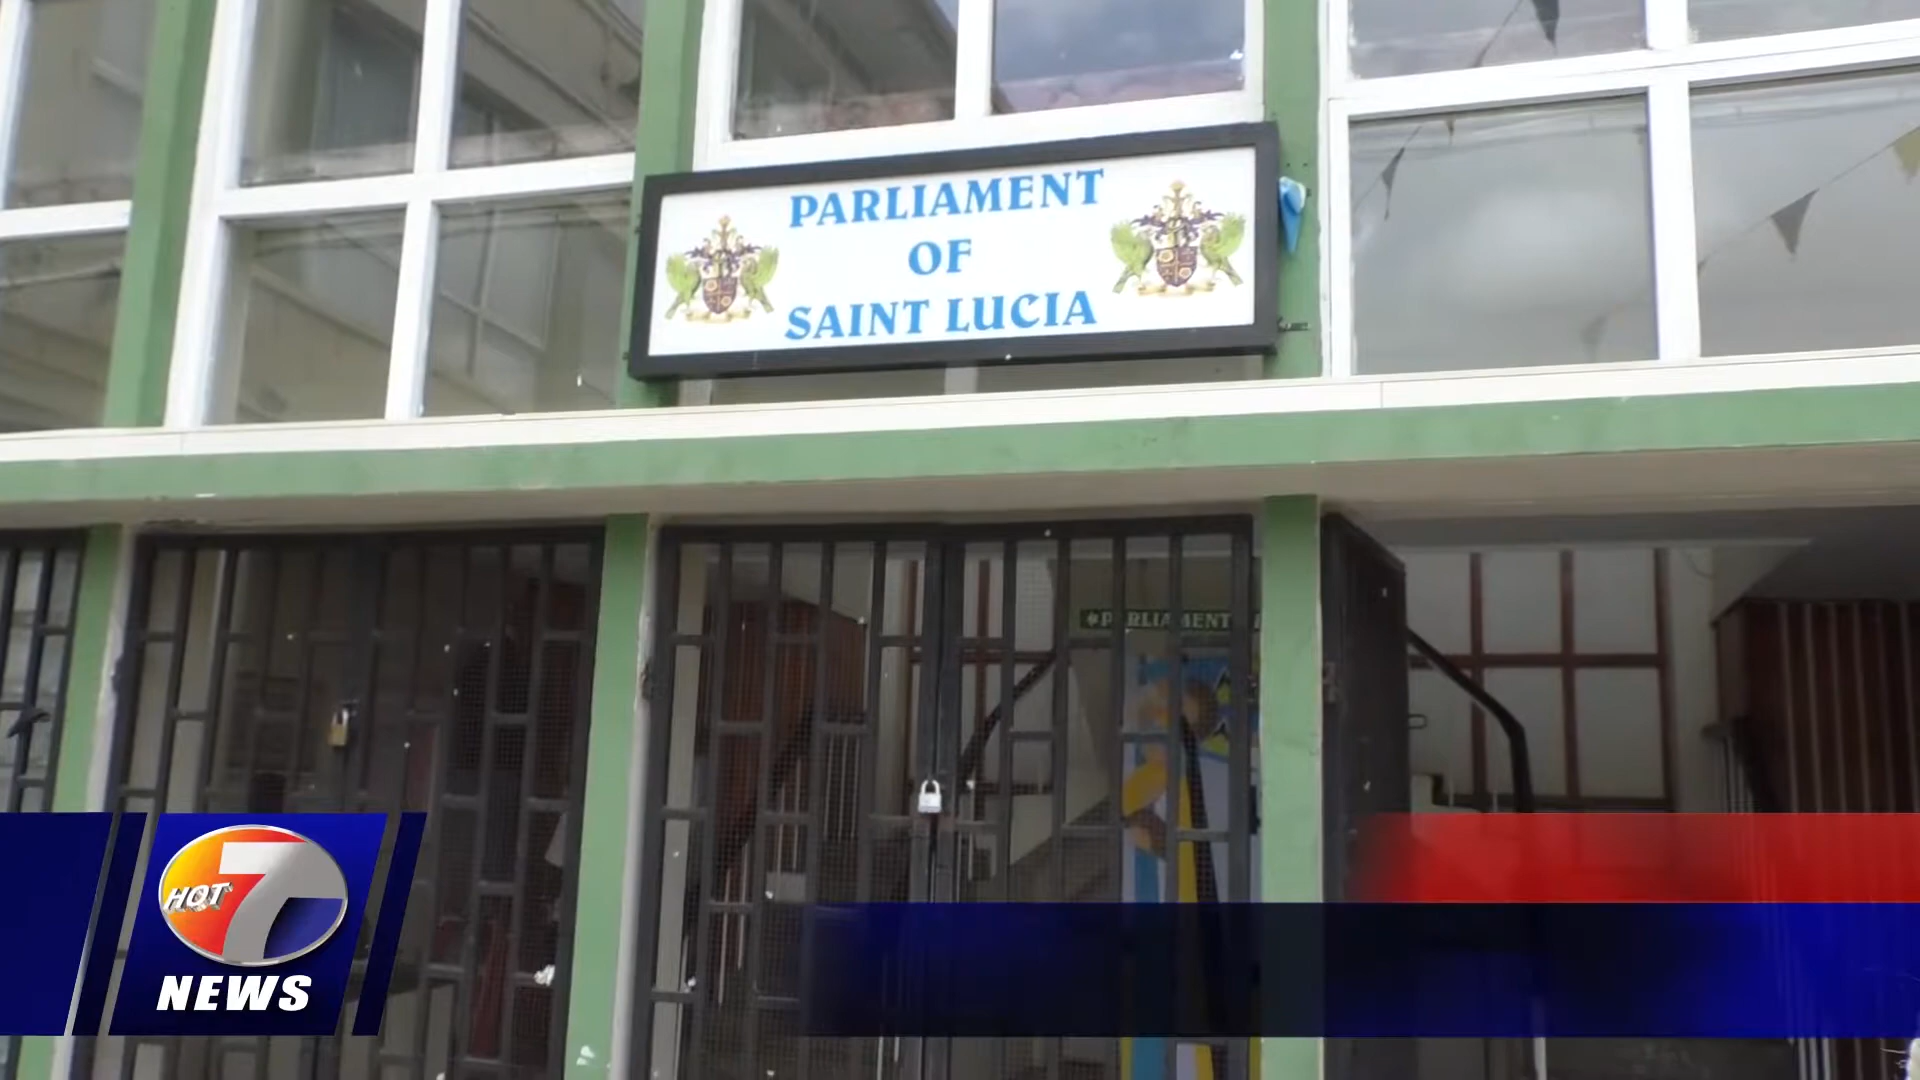 PARLIAMENT
OF
SAINT LUCIA
PARLIAMENT
HOT 7
NEWS